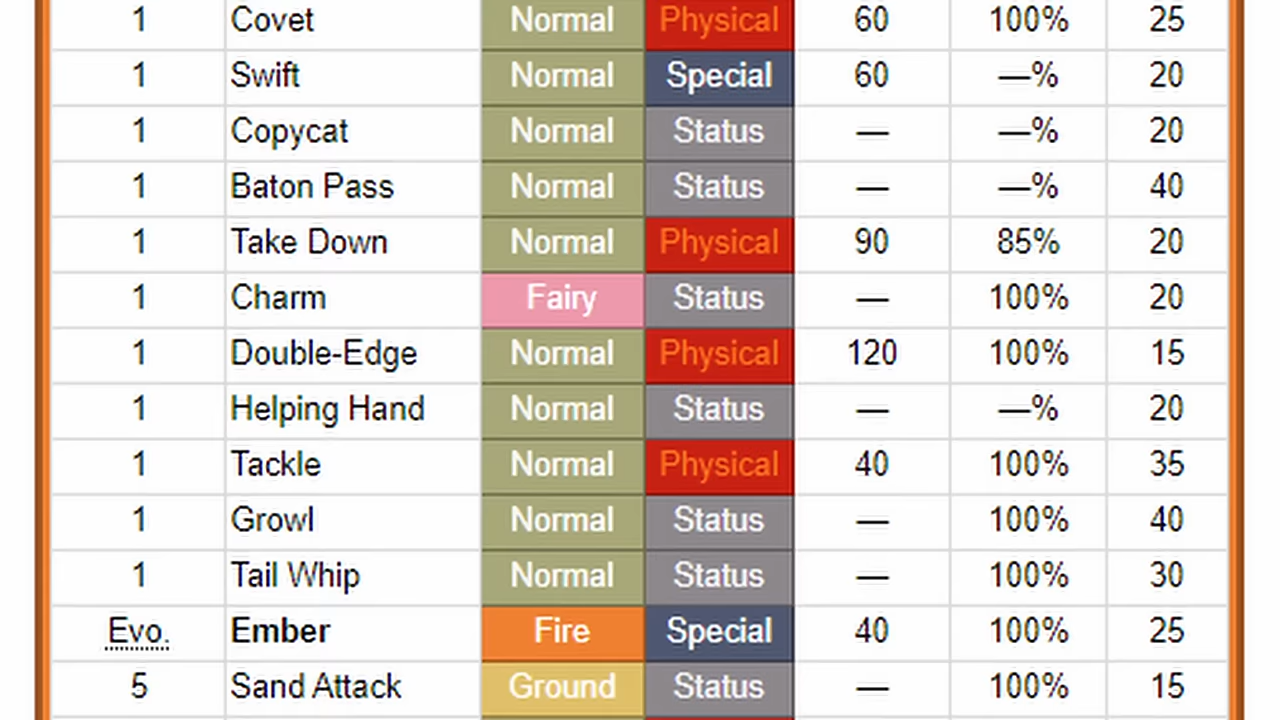 1 Covet Normal Physical 60 100% 25
1 Swift Normal Special 60 —% 20
1 Copycat Normal Status — —% 20
1 Baton Pass Normal Status — —% 40
1 Take Down Normal Physical 90 85% 20
1 Charm Fairy Status — 100% 20
1 Double-Edge Normal Physical 120 100% 15
1 Helping Hand Normal Status — —% 20
1 Tackle Normal Physical 40 100% 35
1 Growl Normal Status — 100% 40
1 Tail Whip Normal Status — 100% 30
Evo. Ember Fire Special 40 100% 25
5 Sand Attack Ground Status — 100% 15